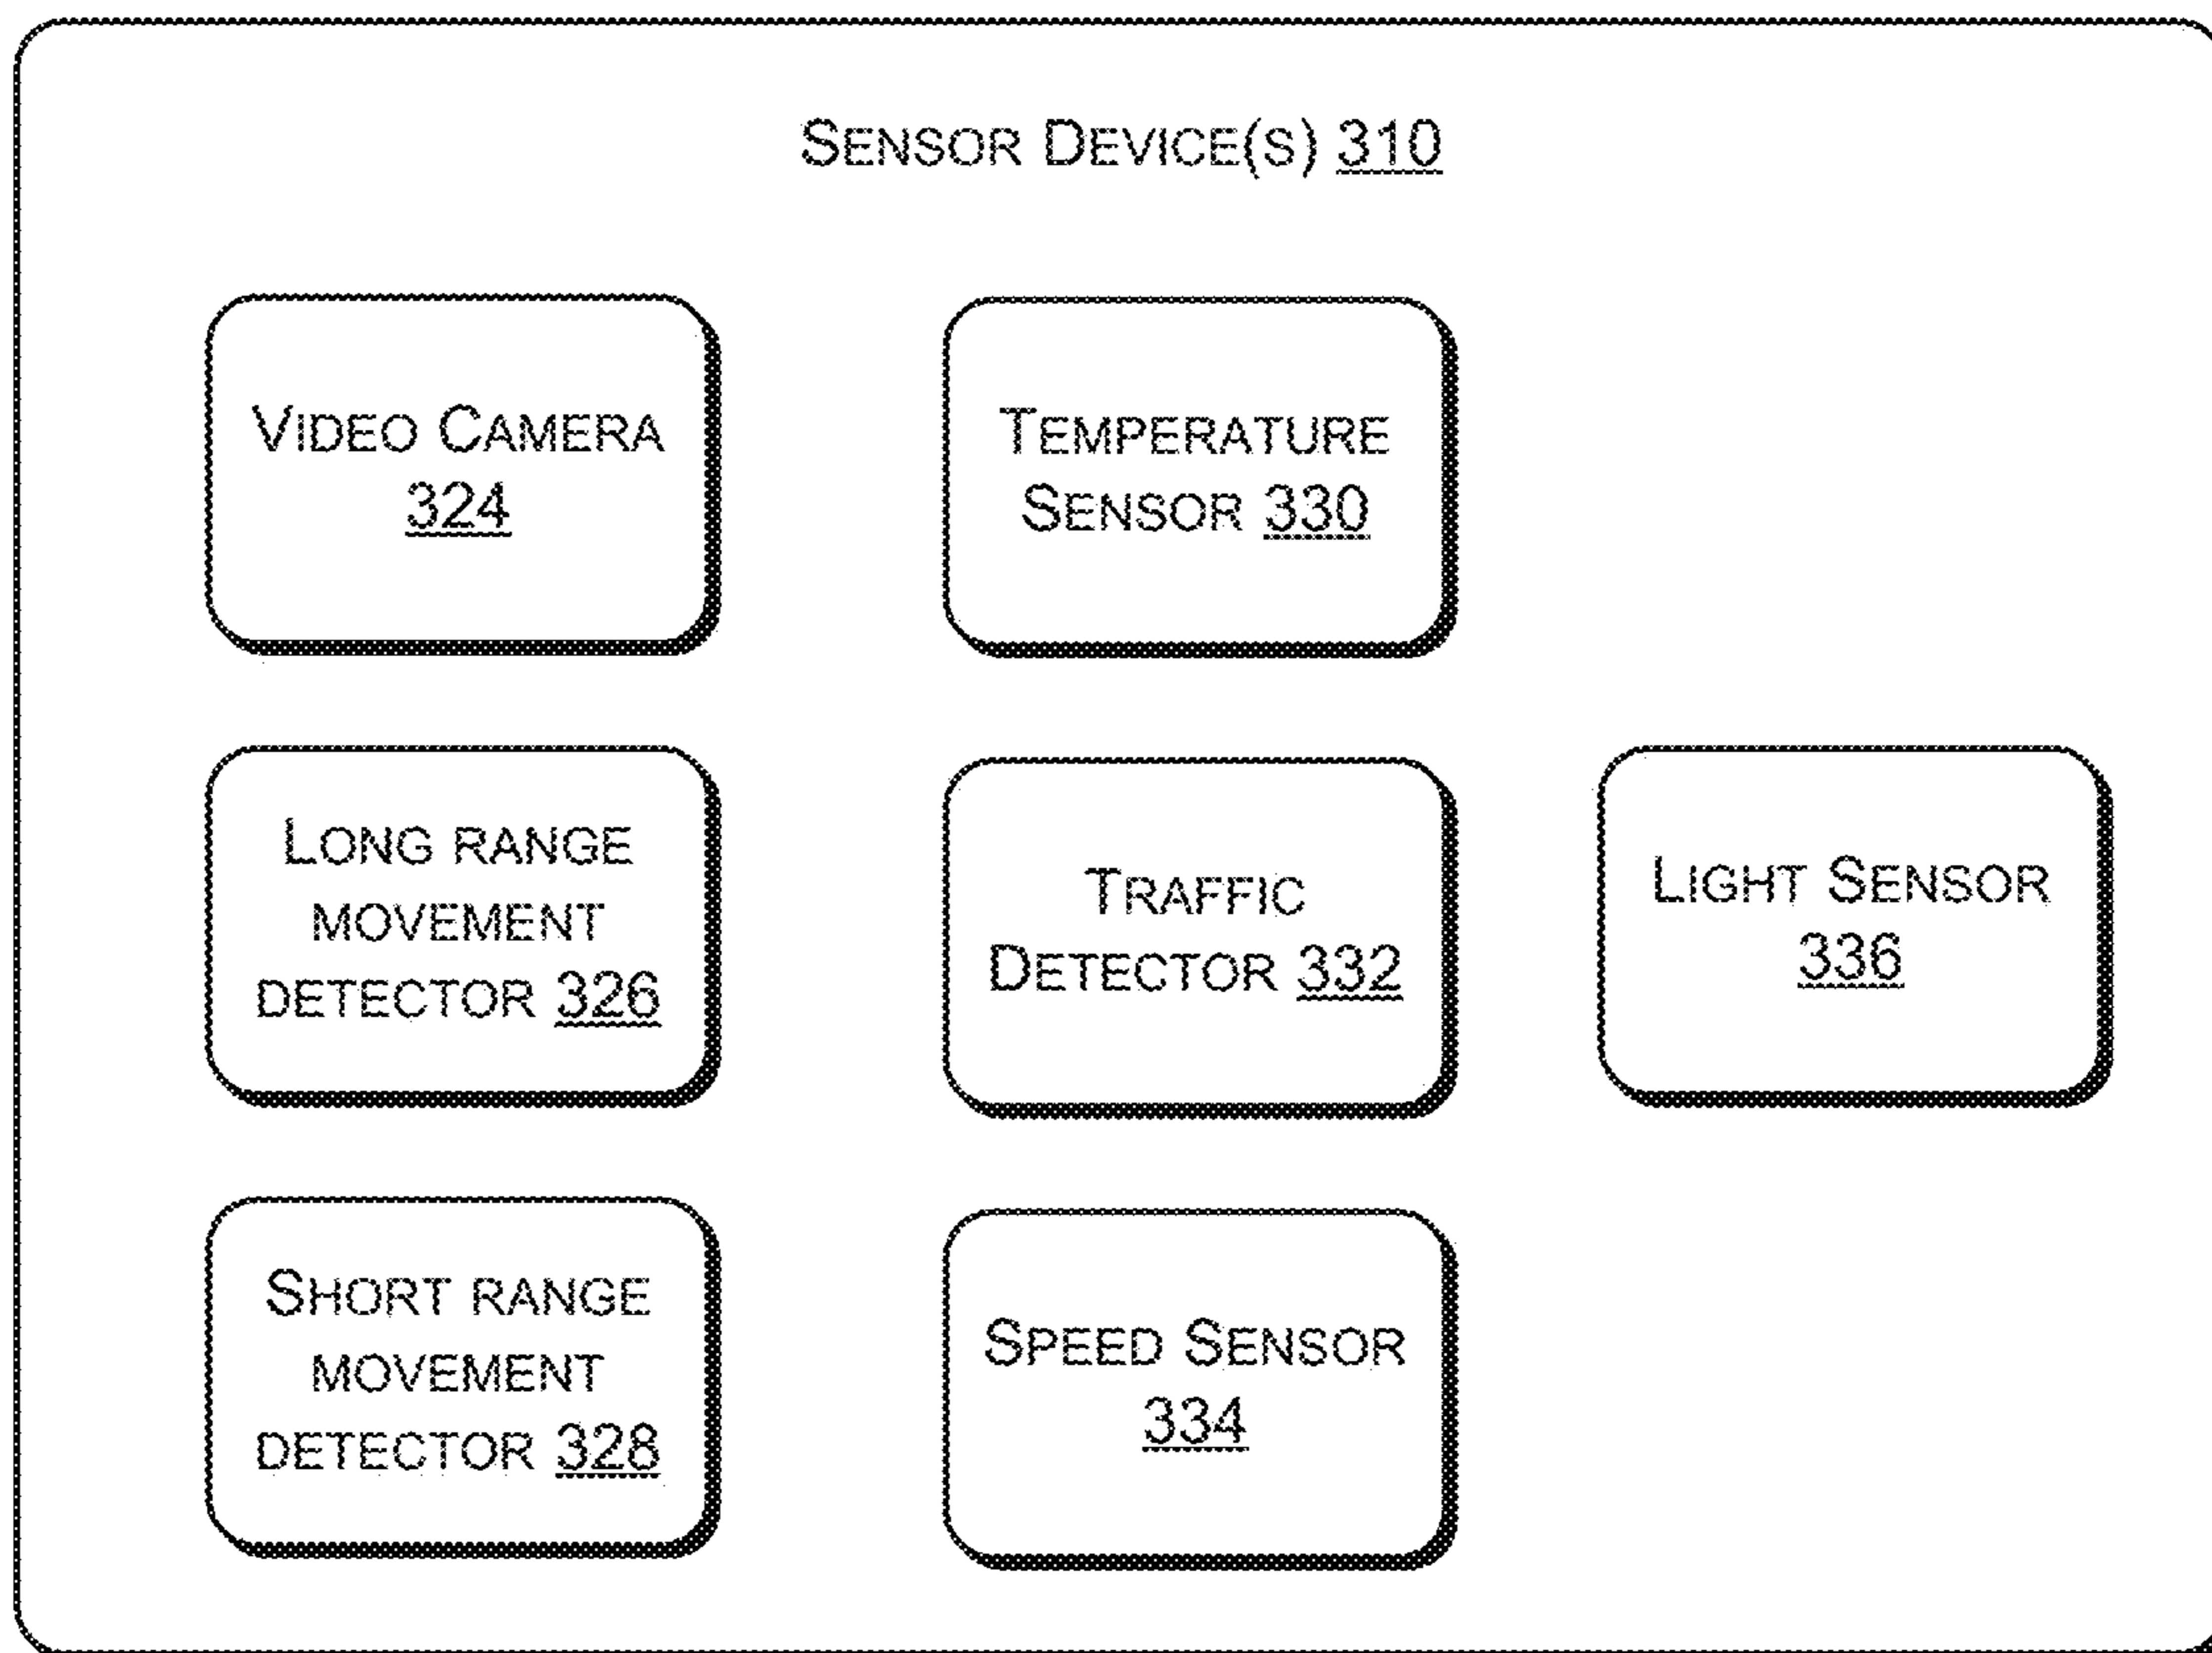 SENSOR DEVICE(S) 310
VIDEO CAMERA
324
TEMPERATURE
SENSOR 330
LONG RANGE
MOVEMENT
DETECTOR 326
TRAFFIC
DETECTOR 332
LIGHT SENSOR
336
SHORT RANGE
MOVEMENT
DETECTOR 328
SPEED SENSOR
334